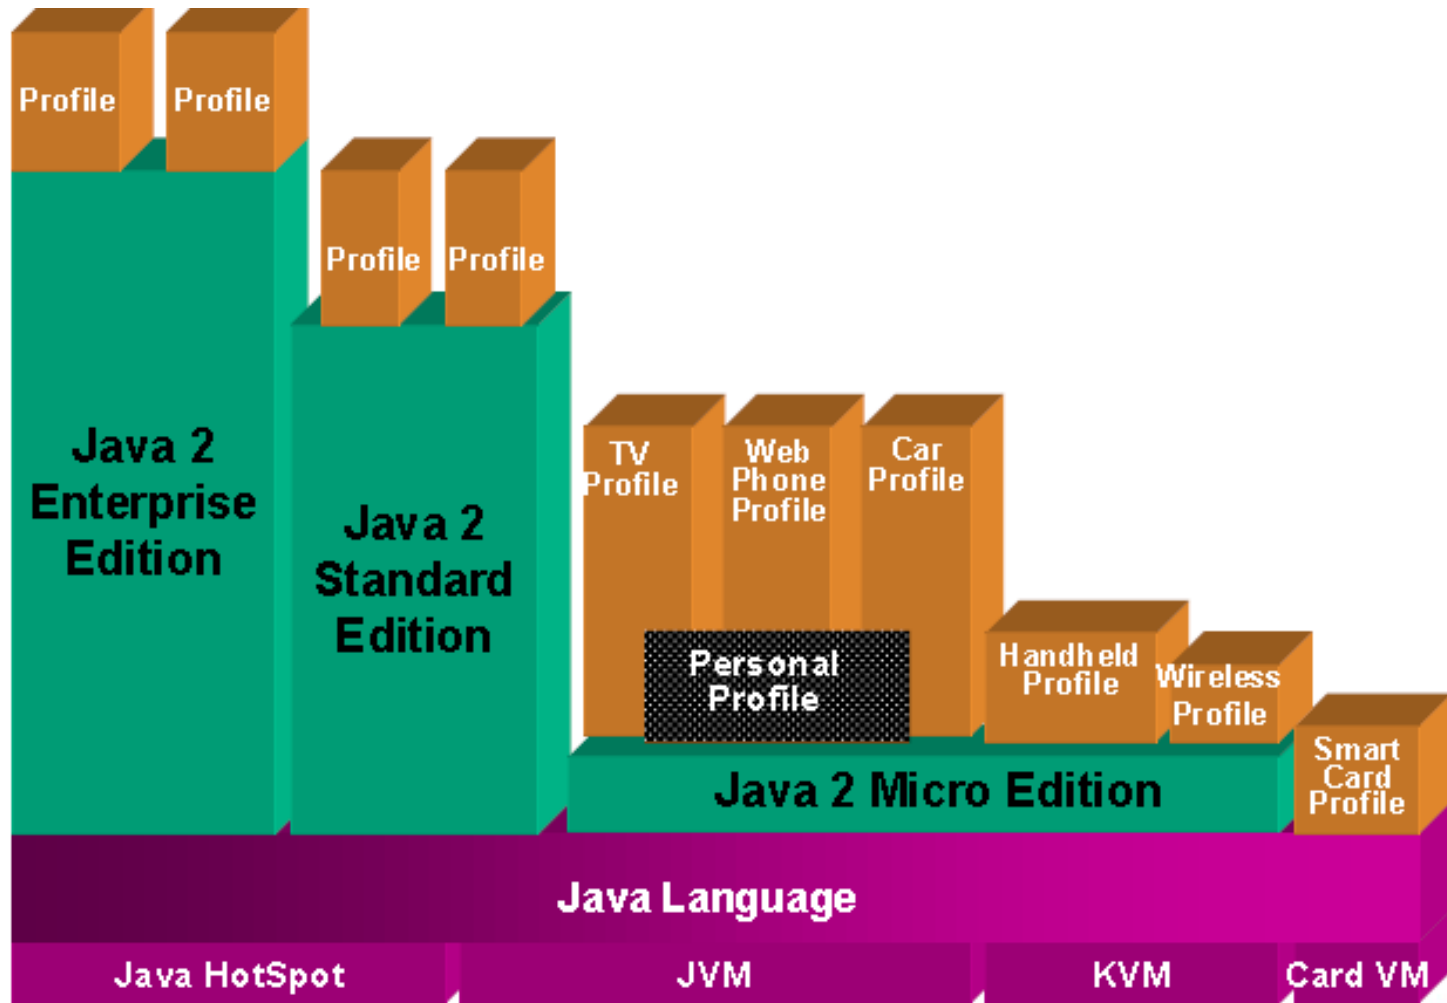 Profile
Profile
Profile
Profile
Java 2
Enterprise
Edition
Java 2
Standard
Edition
TV
Profile
Web
Phone
Profile
Car
Profile
Personal
Profile
Handheld
Profile
Wireless
Profile
Smart
Card
Profile
Java 2 Micro Edition
Java Language
Java HotSpot
JVM
KVM
Card VM